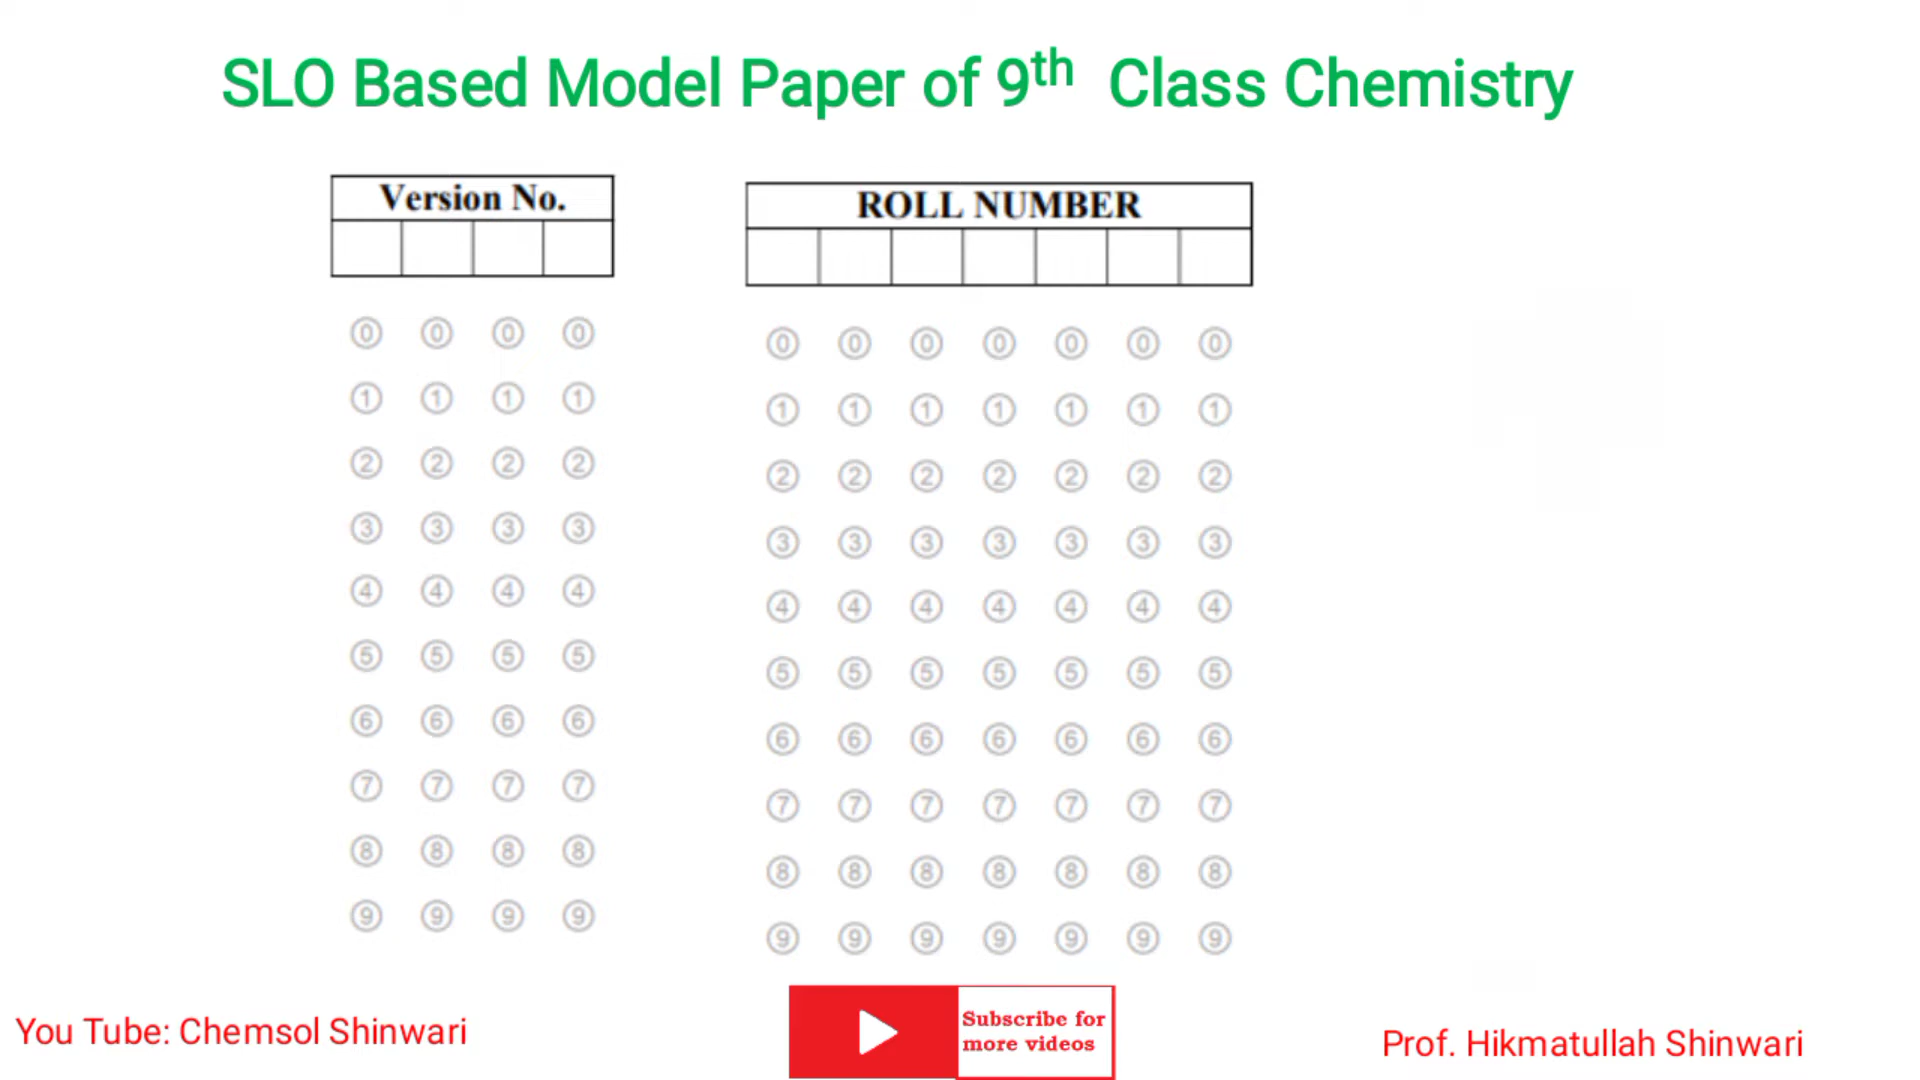 SLO Based Model Paper of 9th Class Chemistry
Version No.
ROLL NUMBER
0 0 0 0
1 1 1 1
2 2 2 2
3 3 3 3
4 4 4 4
5 5 5 5
6 6 6 6
7 7 7 7
8 8 8 8
9 9 9 9
0 0 0 0 0 0 0
1 1 1 1 1 1 1
2 2 2 2 2 2 2
3 3 3 3 3 3 3
4 4 4 4 4 4 4
5 5 5 5 5 5 5
6 6 6 6 6 6 6
7 7 7 7 7 7 7
8 8 8 8 8 8 8
9 9 9 9 9 9 9
You Tube: Chemsol Shinwari
Subscribe for
more videos
Prof. Hikmatullah Shinwari